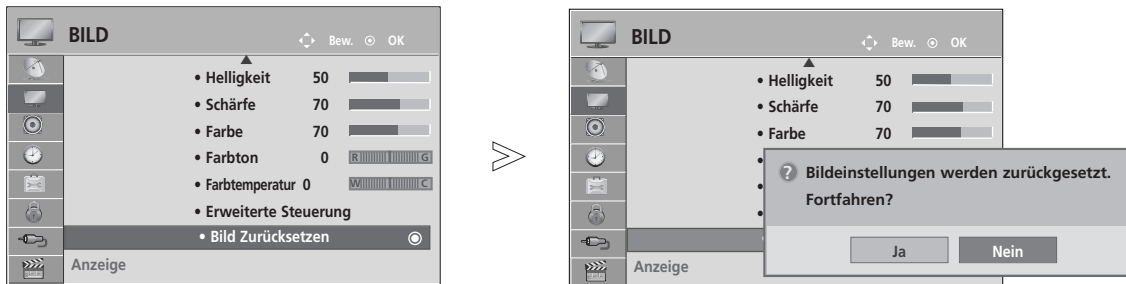 BILD
Bew. OK
• Helligkeit 50
• Schärfe 70
• Farbe 70
• Farbton 0 R G
• Farbtemperatur 0 W C
• Erweiterte Steuerung
• Bild Zurücksetzen
Anzeige
BILD
Bew. OK
• Helligkeit 50
• Schärfe 70
• Farbe 70
? Bildeinstellungen werden zurückgesetzt.
Fortfahren?
Ja Nein
Anzeige